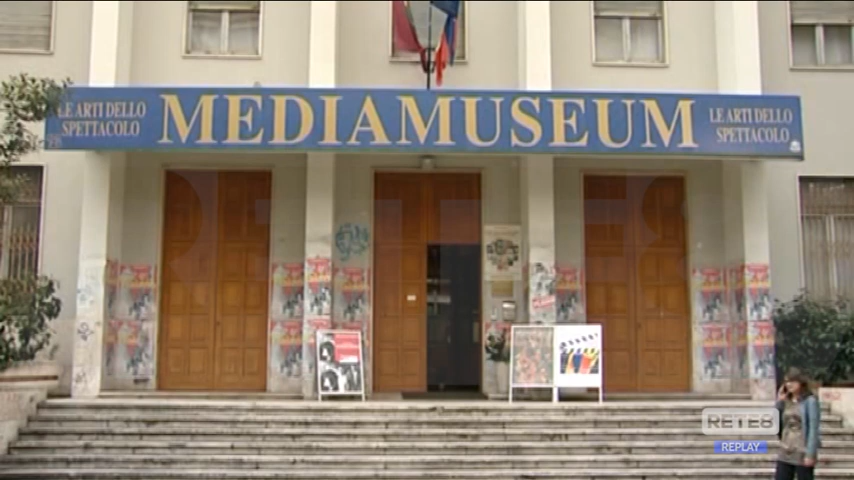 LE ARTI DELLO
SPETTACOLO
MEDIAMUSEUM
LE ARTI DELLO
SPETTACOLO
RETE8
REPLAY